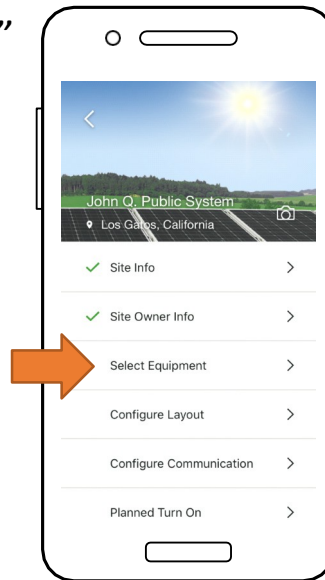 ”
John Q. Public System
Los Gatos, California
Site Info
Site Owner Info
Select Equipment
Configure Layout
Configure Communication
Planned Turn On